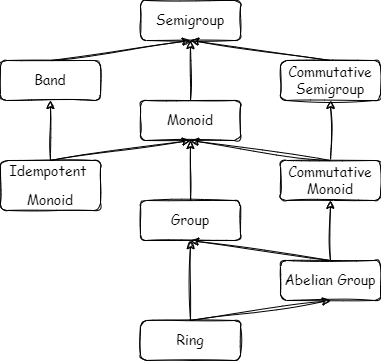 Semigroup
Band
Commutative
Semigroup
Monoid
Idempotent
Monoid
Commutative
Monoid
Group
Abelian Group
Ring